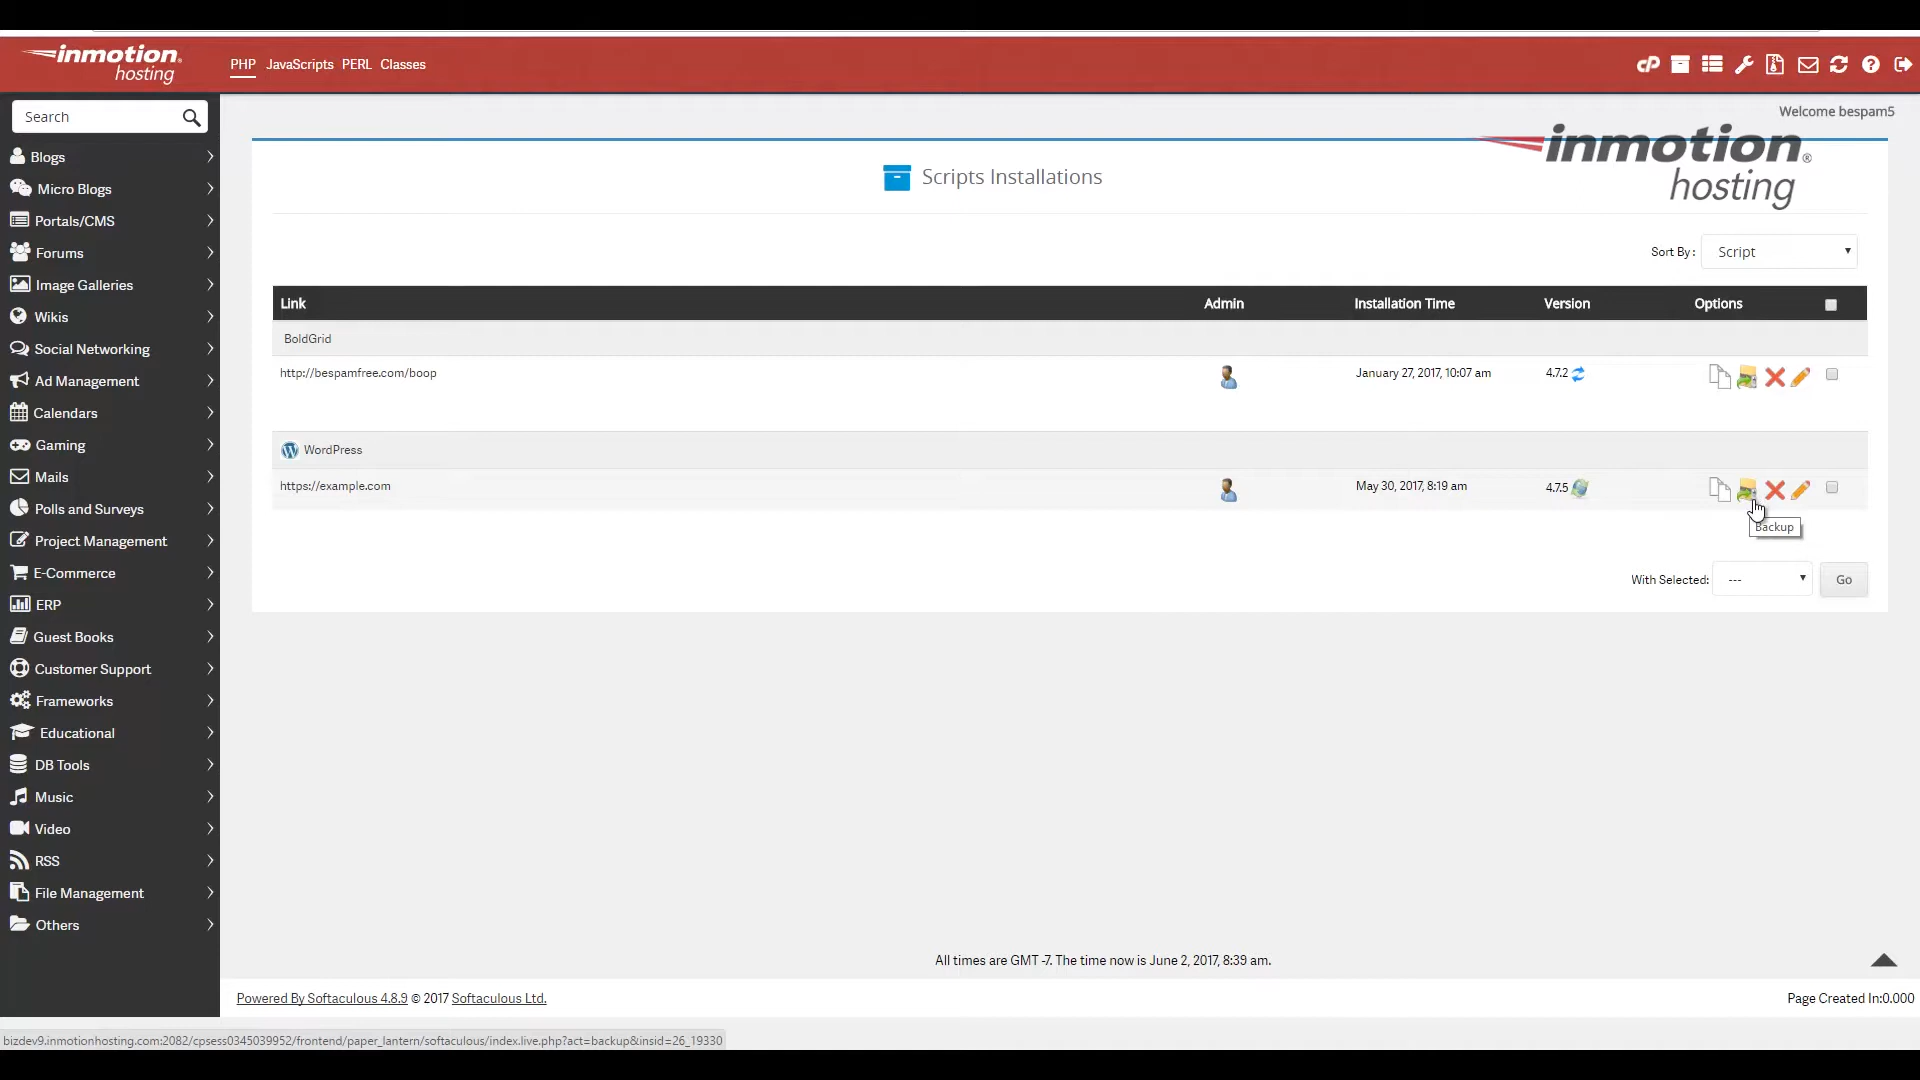 inmotion
hosting
PHP JavaScripts PERL Classes
cP
Search
Welcome bespam5
inmotion®
hosting
Blogs
Micro Blogs
Portals/CMS
Forums
Image Galleries
Wikis
Social Networking
Ad Management
Calendars
Gaming
Mails
Polls and Surveys
Project Management
E-Commerce
ERP
Guest Books
Customer Support
Frameworks
Educational
DB Tools
Music
Video
RSS
File Management
Others
Scripts Installations
Sort By : Script
Link Admin Installation Time Version Options
BoldGrid
http://bespamfree.com/boop January 27, 2017, 10:07 am 4.7.2
WordPress
https://example.com May 30, 2017, 8:19 am 4.7.5
Backup
With Selected: --- Go
All times are GMT -7. The time now is June 2, 2017, 8:39 am.
Powered By Softaculous 4.8.9 © 2017 Softaculous Ltd. Page Created In:0.000
bizdev9.inmotionhosting.com:2082/cpsess0345039952/frontend/paper_lantern/softaculous/index.live.php?act=backup&insid=26_19330